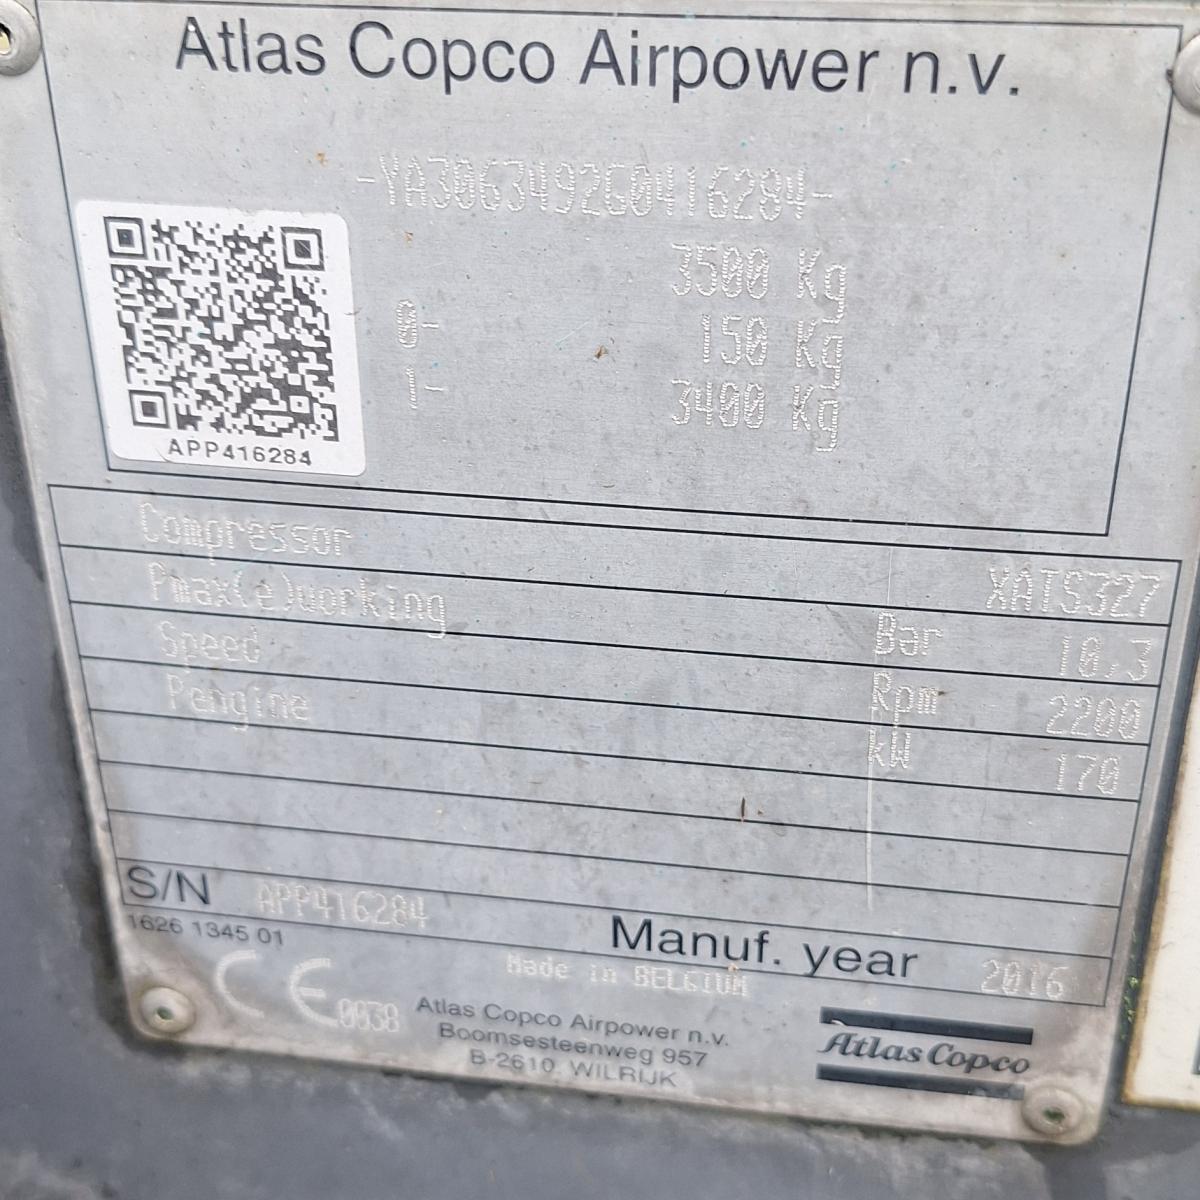 Atlas Copco Airpower n.v.
-YA3063492G0416284-
3500 Kg
0- 150 Kg
1- 3400 Kg
APP416284
Compressor XATS327
Pmax(e)working Bar 10.3
Speed Rpm 2200
Pengine kW 170
S/N APP416284
1626 1345 01
Manuf. year 2016
Made in BELGIUM
CE 0038
Atlas Copco Airpower n.v.
Boomsesteenweg 957
B-2610 WILRIJK
Atlas Copco